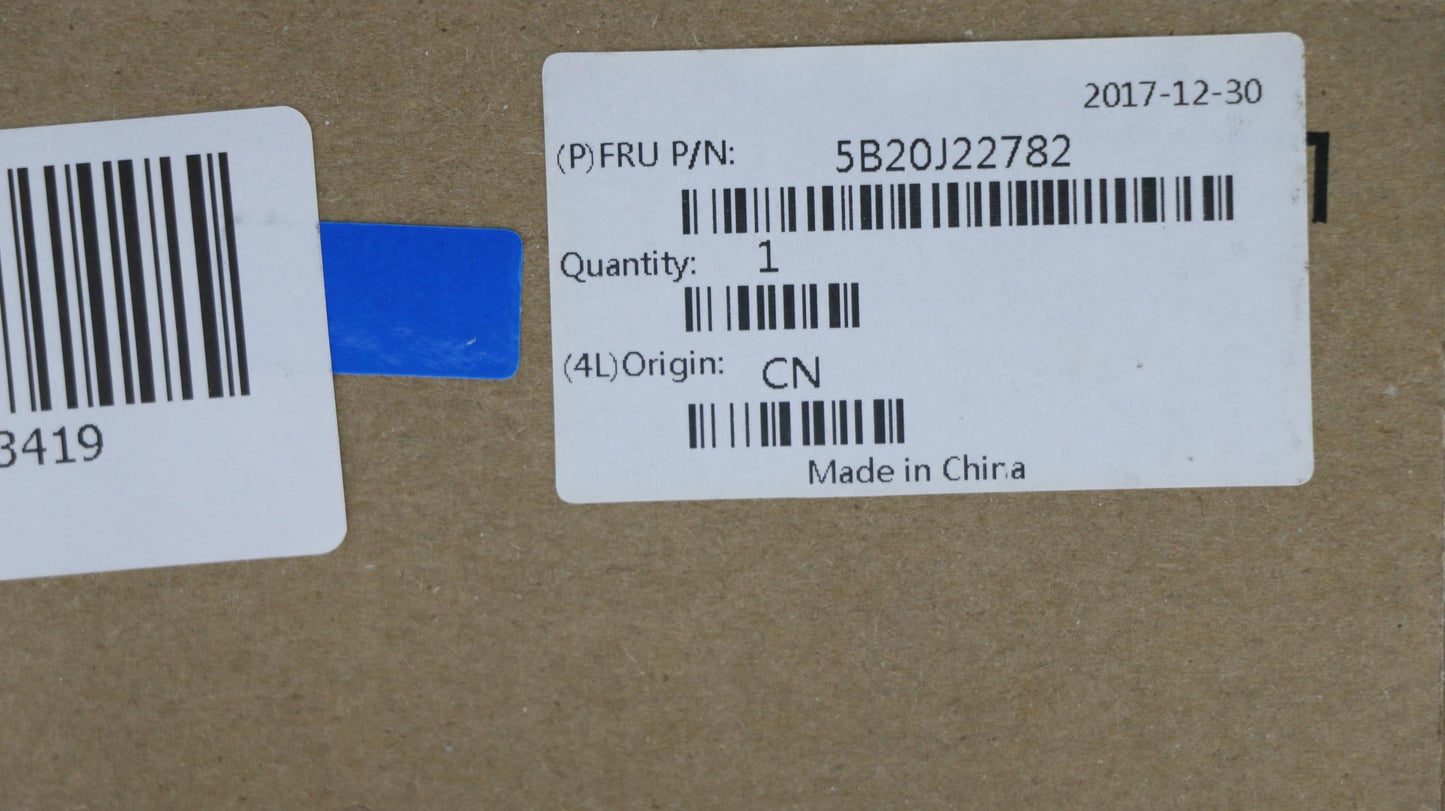 2017-12-30
(P)FRU P/N: 5B20J22782
Quantity: 1
(4L)Origin: CN
Made in China
3419